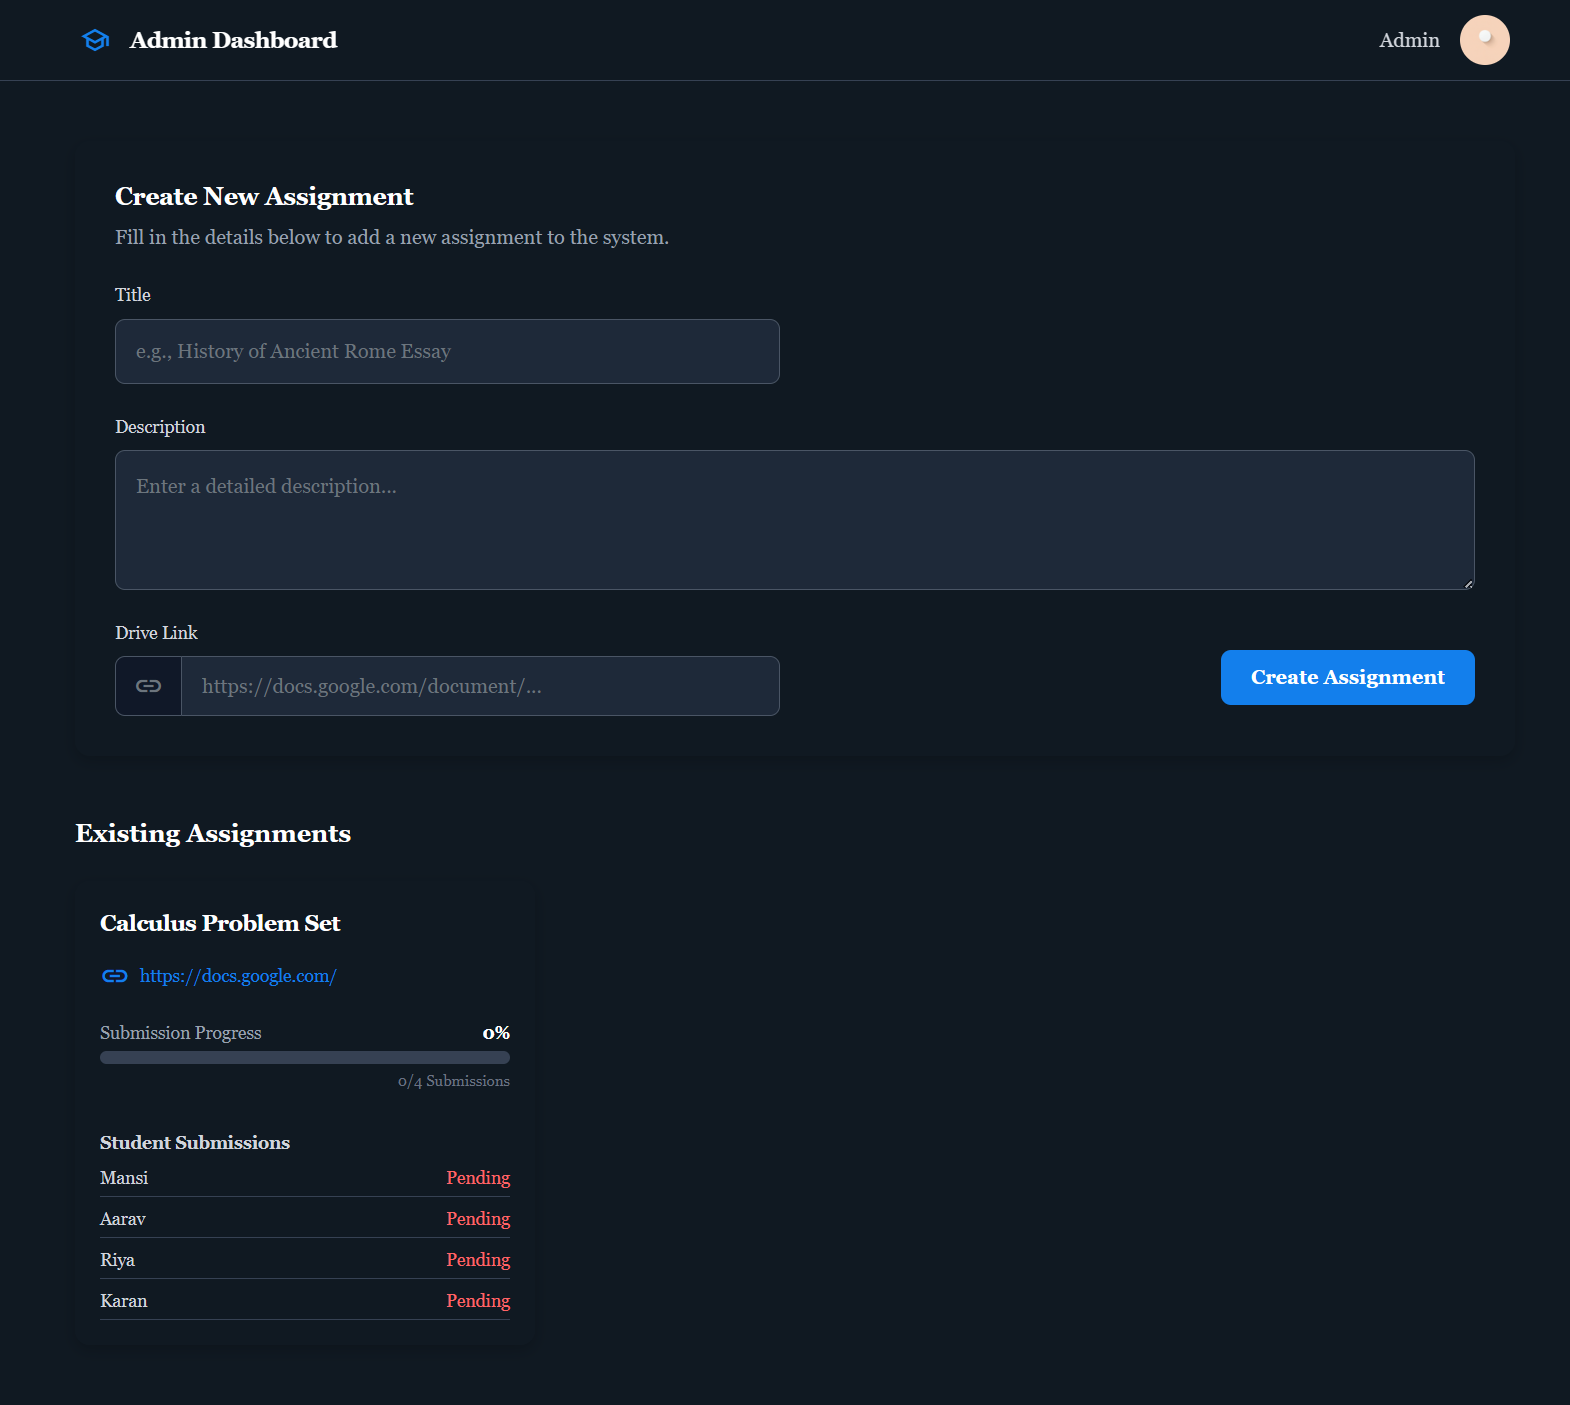 Admin Dashboard
Admin
Create New Assignment
Fill in the details below to add a new assignment to the system.
Title
e.g., History of Ancient Rome Essay
Description
Enter a detailed description...
Drive Link
https://docs.google.com/document/...
Create Assignment
Existing Assignments
Calculus Problem Set
https://docs.google.com/
Submission Progress 0%
0/4 Submissions
Student Submissions
Mansi Pending
Aarav Pending
Riya Pending
Karan Pending